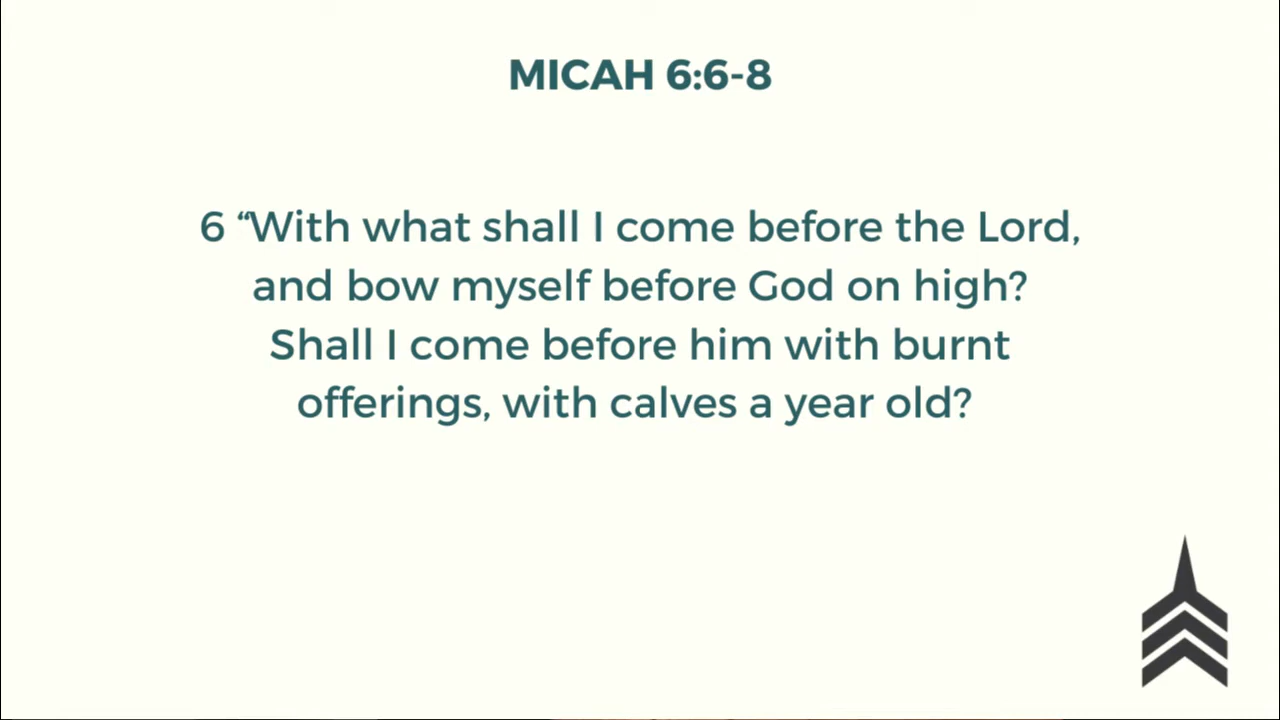 MICAH 6:6-8
6 “With what shall I come before the Lord,
and bow myself before God on high?
Shall I come before him with burnt
offerings, with calves a year old?